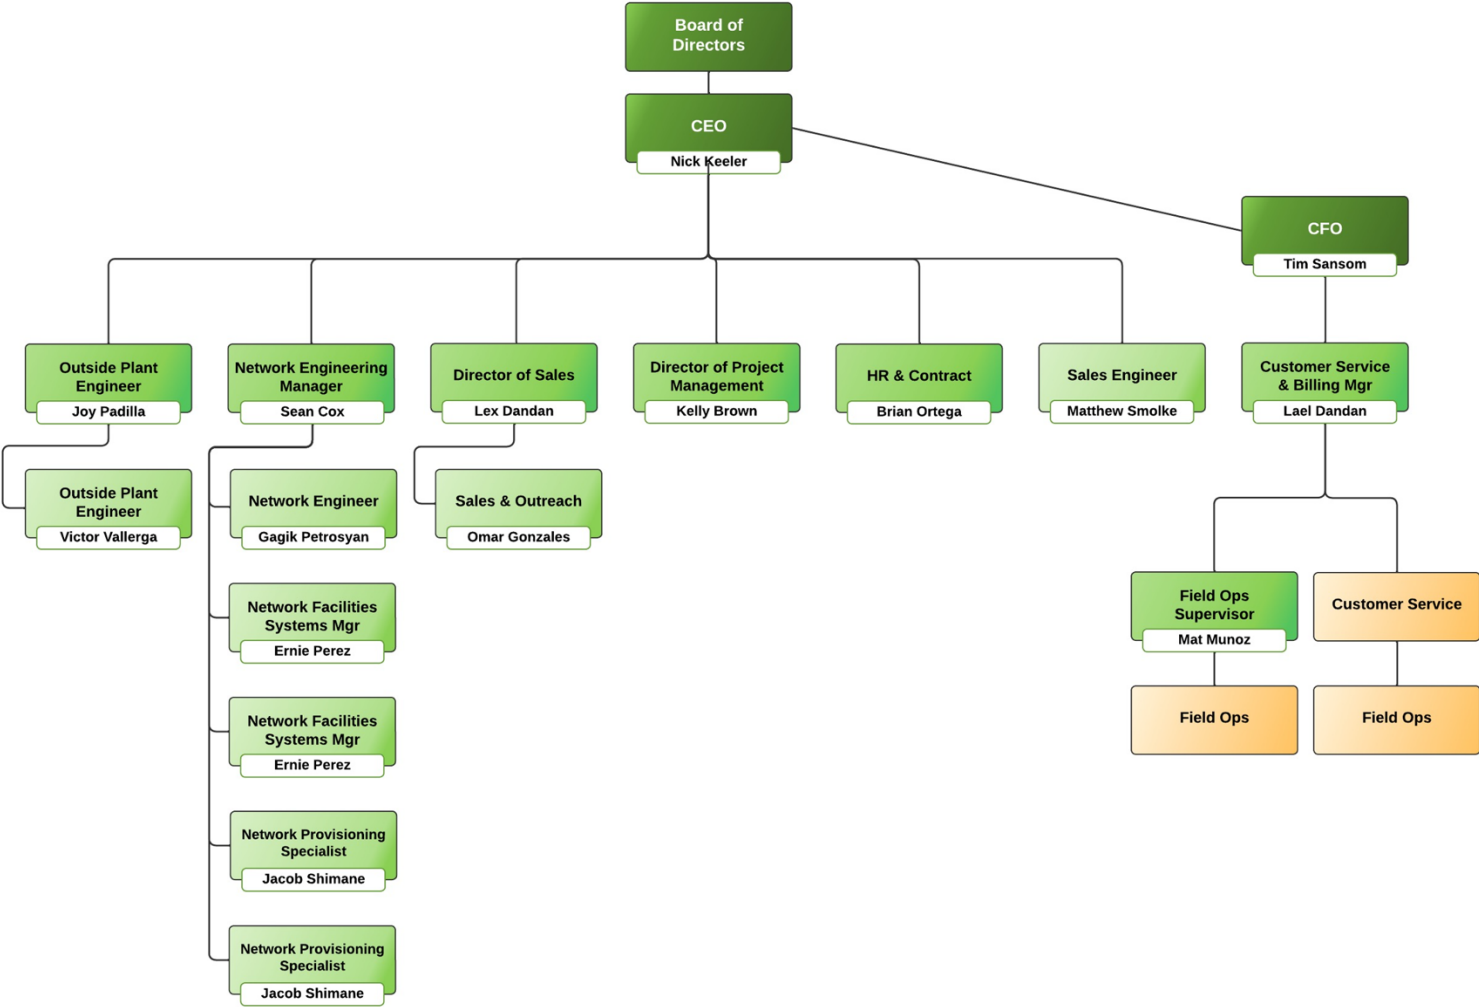 Board of
Directors
CEO
Nick Keeler
CFO
Tim Sansom
Outside Plant
Engineer
Joy Padilla
Network Engineering
Manager
Sean Cox
Director of Sales
Lex Dandan
Director of Project
Management
Kelly Brown
HR & Contract
Brian Ortega
Sales Engineer
Matthew Smolke
Customer Service
& Billing Mgr
Lael Dandan
Outside Plant
Engineer
Victor Vallerga
Network Engineer
Gagik Petrosyan
Sales & Outreach
Omar Gonzales
Network Facilities
Systems Mgr
Ernie Perez
Field Ops
Supervisor
Mat Munoz
Customer Service
Network Facilities
Systems Mgr
Ernie Perez
Field Ops
Field Ops
Network Provisioning
Specialist
Jacob Shimane
Network Provisioning
Specialist
Jacob Shimane